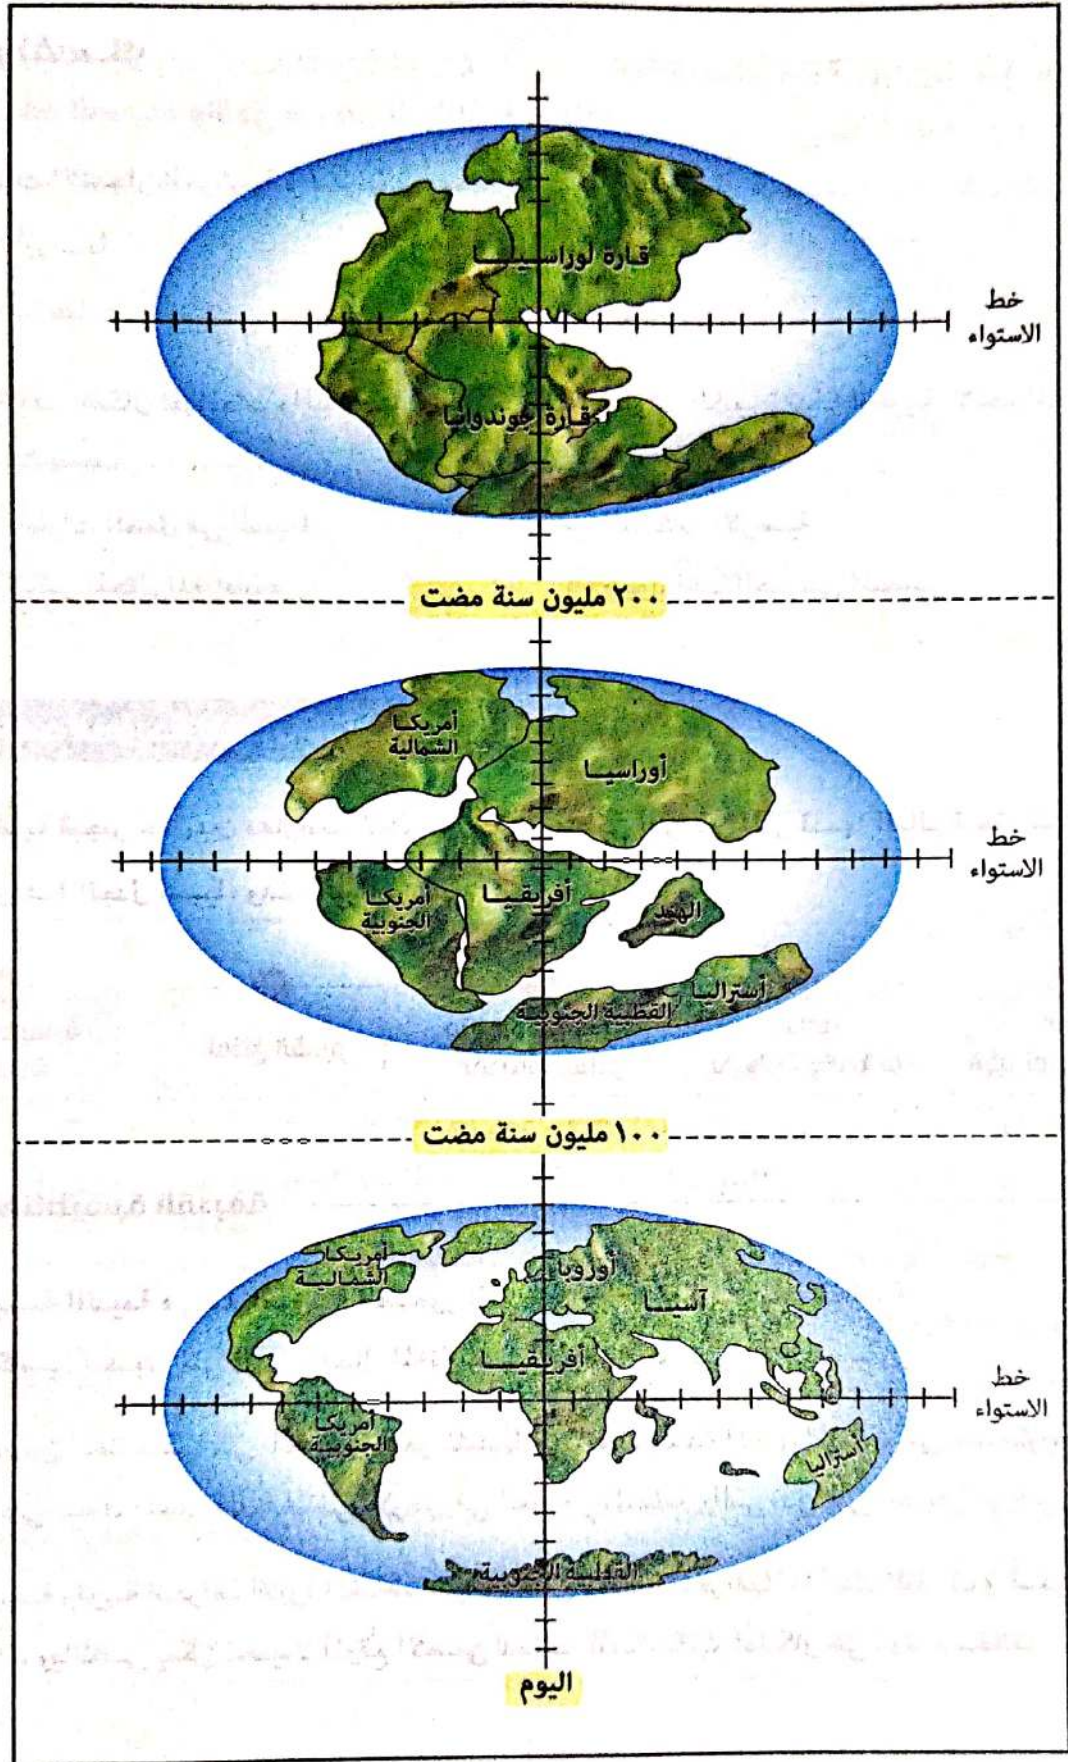 قارة لوراسيا
خط
الاستواء
قارة جوندوانا
٢٠٠ مليون سنة مضت
أمريكا
الشمالية
أوراسيا
خط
الاستواء
أمريكا
الجنوبية
أفريقيا
الهند
أستراليا
القطبية الجنوبية
١٠٠ مليون سنة مضت
أمريكا
الشمالية
أوروبا
آسيا
أفريقيا
خط
الاستواء
أمريكا
الجنوبية
أستراليا
القطبية الجنوبية
اليوم